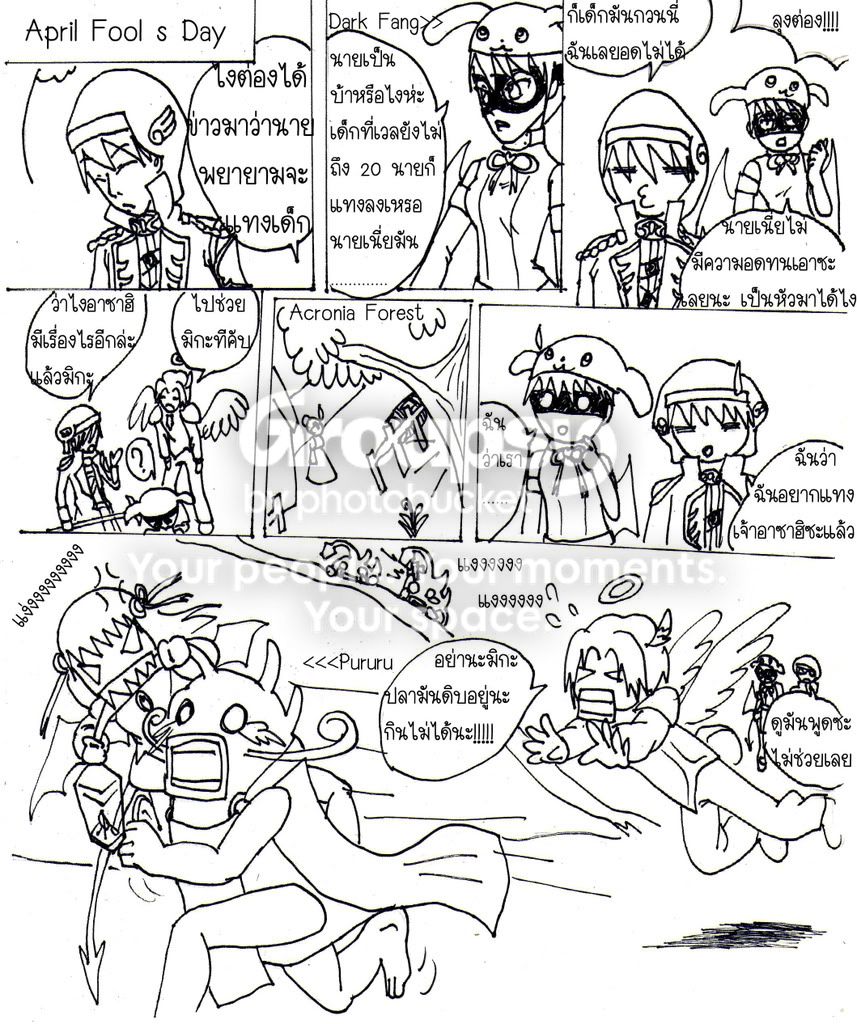 April Fool s Day
ไงต่องได้
ข่าวมาว่านาย
พยายามจะ
แทงเด็ก
Dark Fang>>
นายเป็น
บ้าหรือไงห่ะ
เด็กที่เวลยังไม่
ถึง 20 นายก็
แทงลงเหรอ
นายเนี่ยมัน
..............
ก็เด็กมันกวนนี่
ฉันเลยอดไม่ได้
ลุงต่อง!!!!
นายเนี่ยไม่
มีความอดทนเอาซะ
เลยนะ เป็นหัวมาได้ไง
ว่าไงอาซาฮิ
มีเรื่องไรอีกล่ะ
แล้วมิกะ
ไปช่วย
มิกะทีคับ
?
Acronia Forest
ฉัน
ว่าเรา
........
ฉันว่า
ฉันอยากแทง
เจ้าอาซาฮิซะแล้ว
แง่งงงงงงงงง
แงงงงงง
แงงงงงงง
<<<Pururu
อย่านะมิกะ
ปลามันดิบอยู่นะ
กินไม่ได้นะ!!!!!
ดูมันพูดซะ
ไม่ช่วยเลย
Groupsio
by photobucket
Your people. Your moments.
Your space.